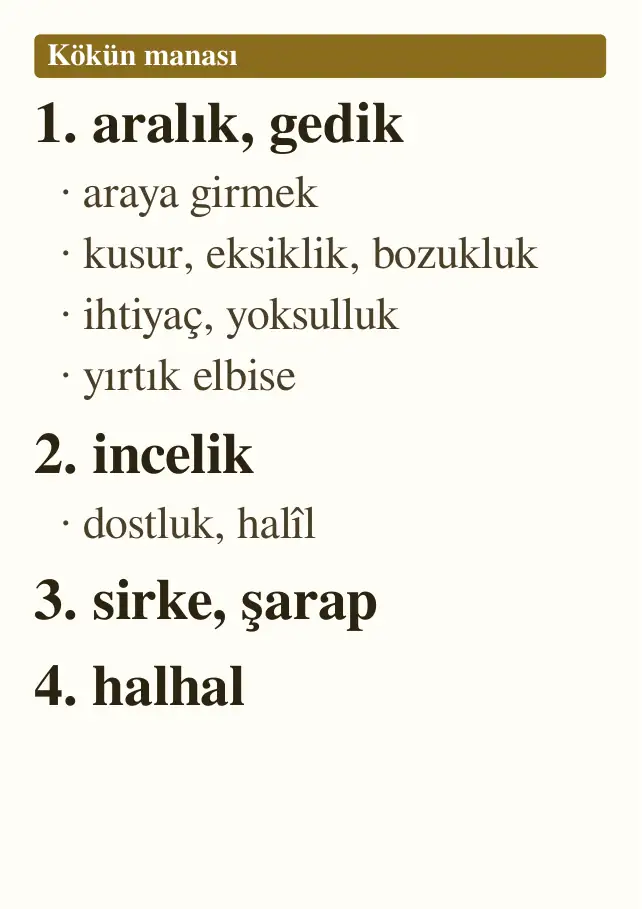 Kökün manası
1. aralık, gedik
· araya girmek
· kusur, eksiklik, bozukluk
· ihtiyaç, yoksulluk
· yırtık elbise
2. incelik
· dostluk, halîl
3. sirke, şarap
4. halhal